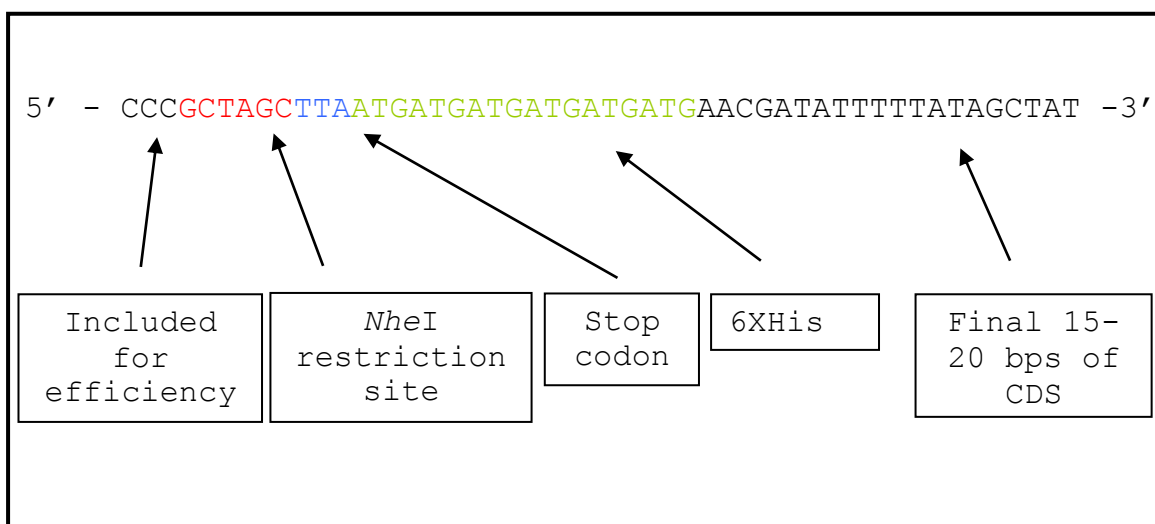 5’ - CCCGCTAGCTTAATGATGATGATGATGATGAACGATATTTTTATAGCTAT -3’
Included
for
efficiency
NheI
restriction
site
Stop
codon
6XHis
Final 15-
20 bps of
CDS